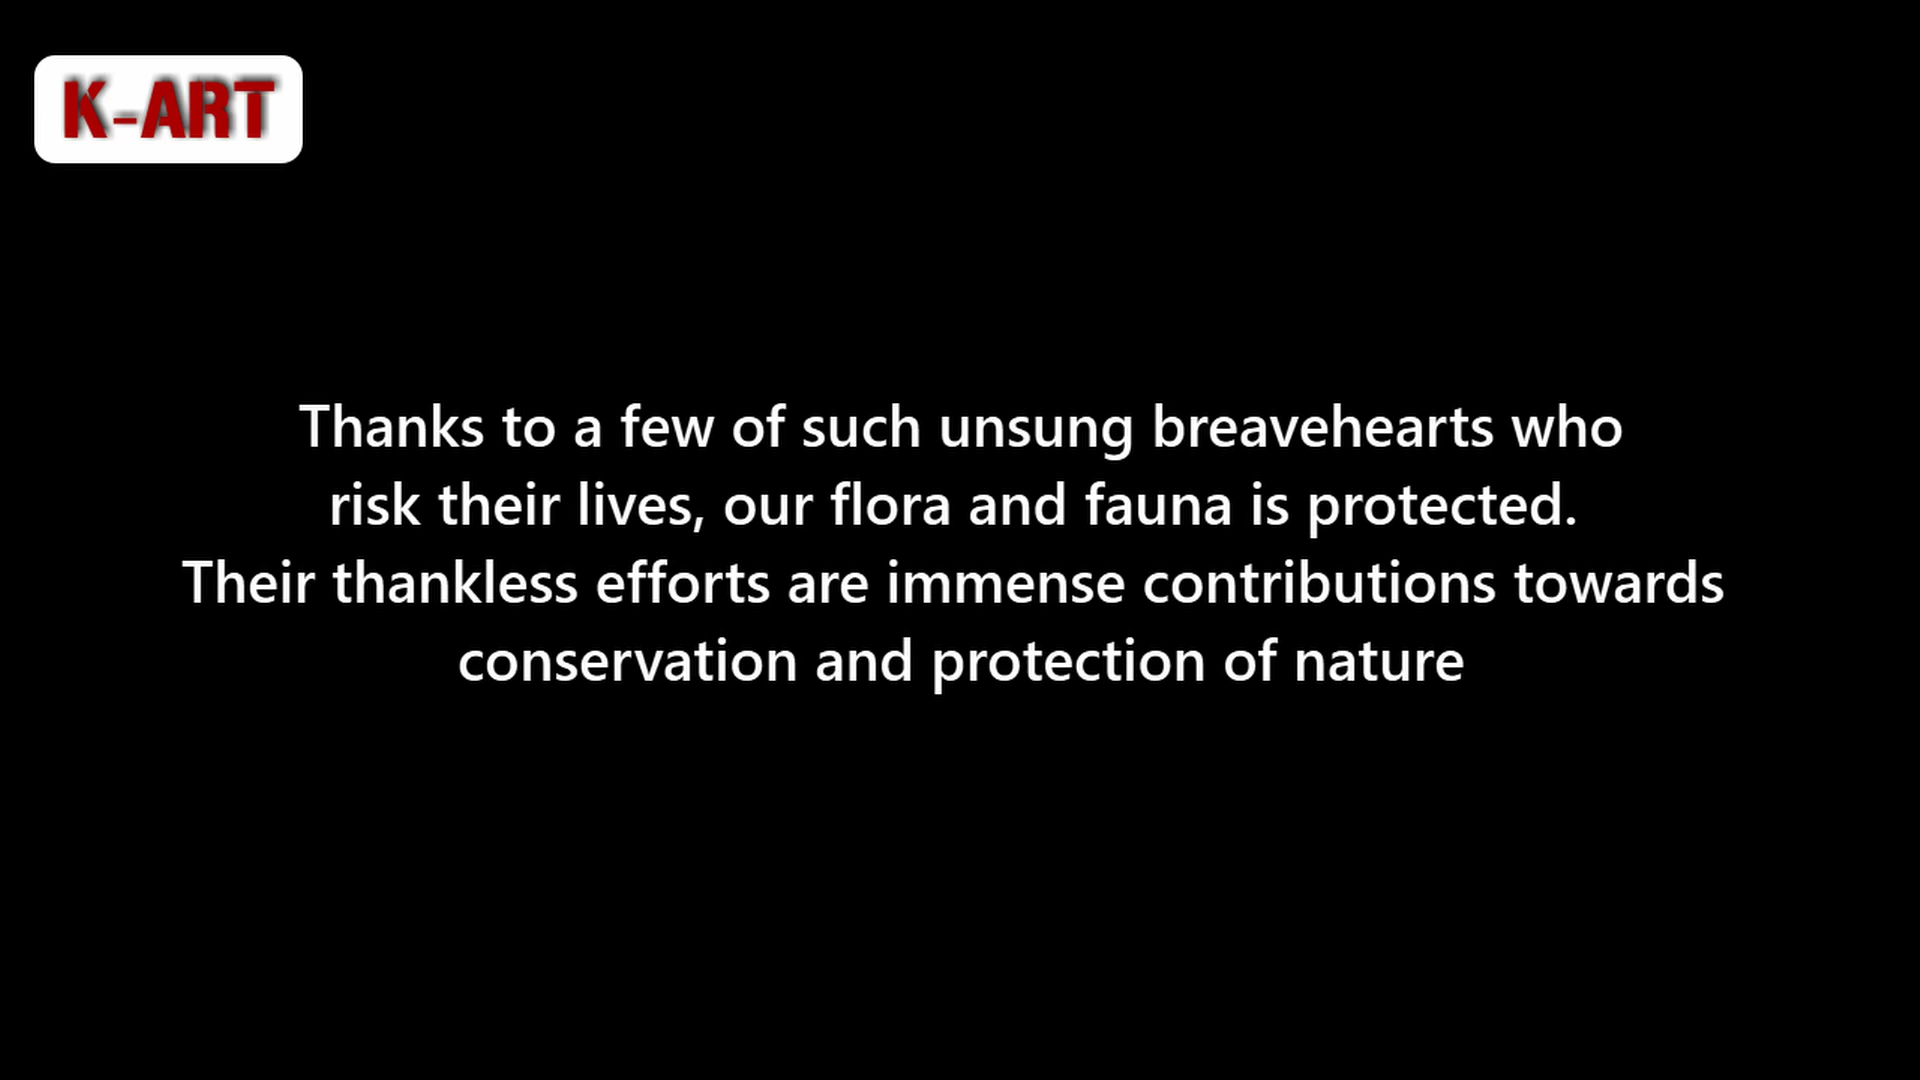 K-ART
Thanks to a few of such unsung breavehearts who
risk their lives, our flora and fauna is protected.
Their thankless efforts are immense contributions towards
conservation and protection of nature